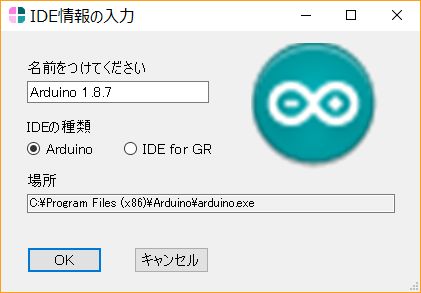 IDE情報の入力
名前をつけてください
Arduino 1.8.7
IDEの種類
Arduino IDE for GR
場所
C:¥Program Files (x86)¥Arduino¥arduino.exe
OK キャンセル